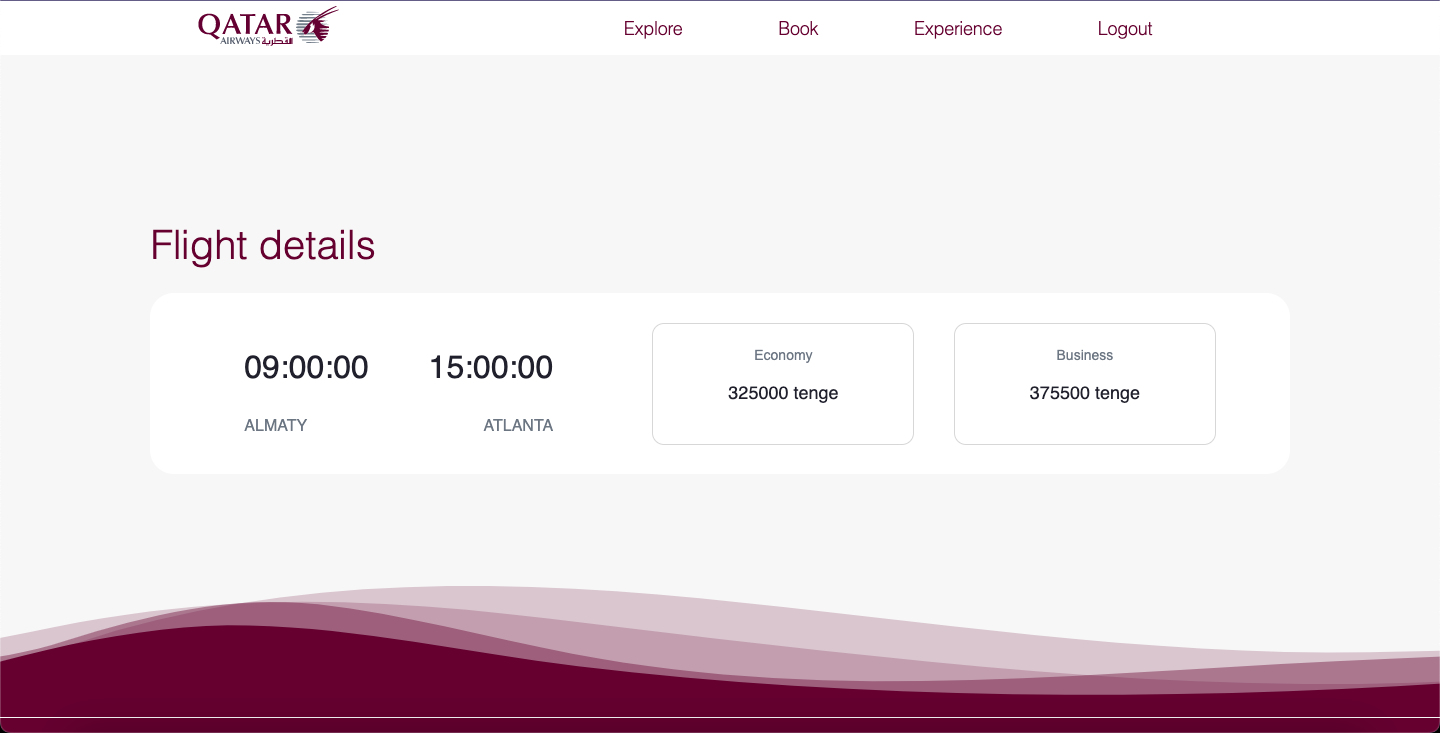 QATAR
AIRWAYS القطرية
Explore
Book
Experience
Logout
Flight details
09:00:00
15:00:00
ALMATY
ATLANTA
Economy
325000 tenge
Business
375500 tenge